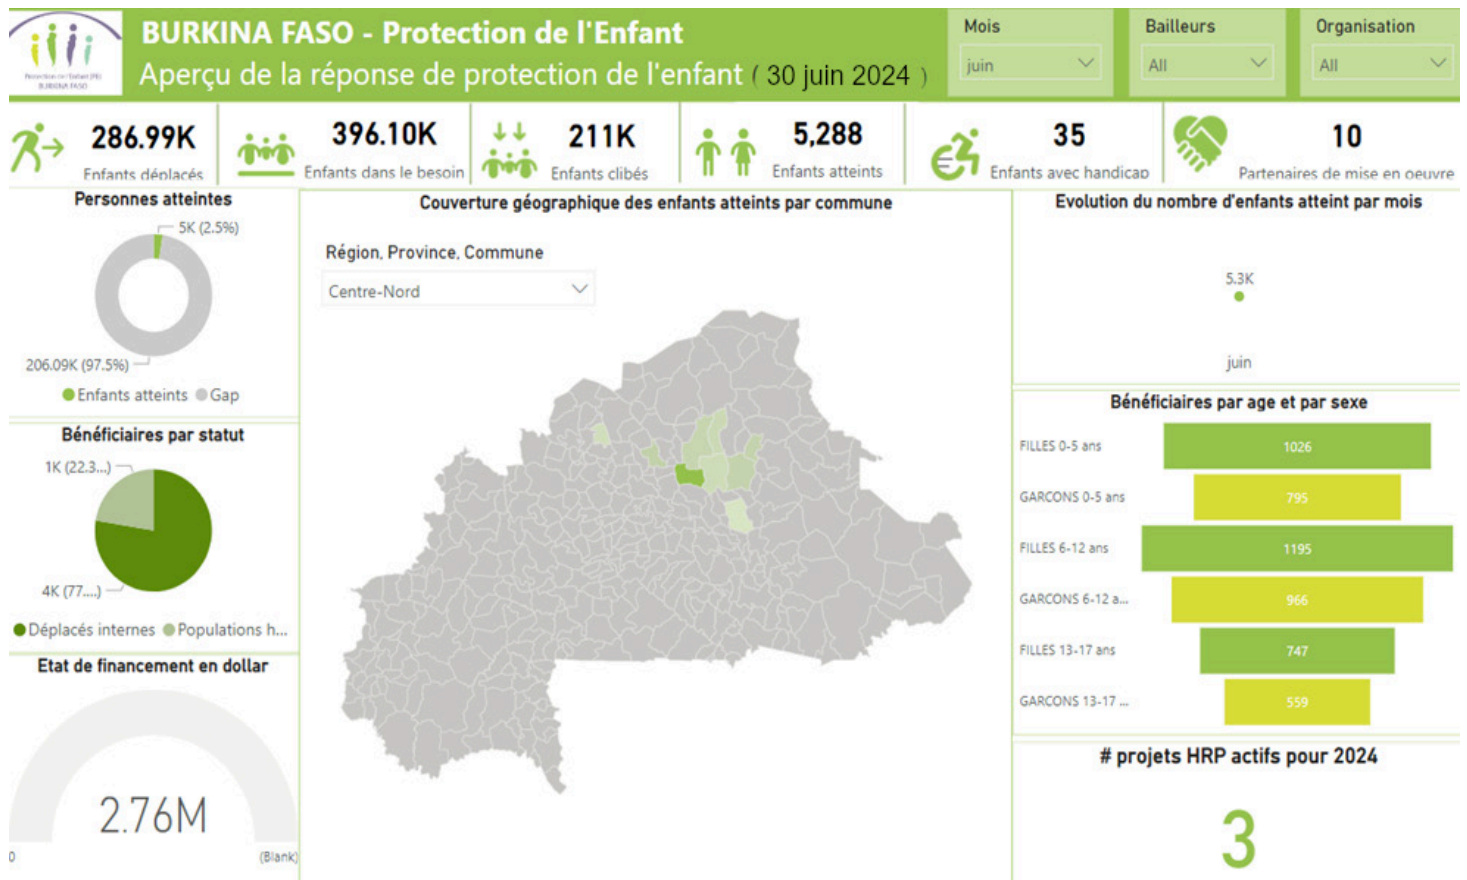 Protection de l'Enfant (PE)
BURKINA FASO
BURKINA FASO - Protection de l'Enfant
Aperçu de la réponse de protection de l'enfant ( 30 juin 2024 )
Mois
juin
Bailleurs
All
Organisation
All
286.99K
Enfants déplacés
396.10K
Enfants dans le besoin
211K
Enfants clibés
5,288
Enfants atteints
35
Enfants avec handicap
10
Partenaires de mise en oeuvre
Personnes atteintes
5K (2.5%)
206.09K (97.5%)
Enfants atteints
Gap
Bénéficiaires par statut
1K (22.3...)
4K (77....)
Déplacés internes
Populations h...
Etat de financement en dollar
2.76M
0
(Blank)
Couverture géographique des enfants atteints par commune
Région, Province, Commune
Centre-Nord
Evolution du nombre d'enfants atteint par mois
5.3K
juin
Bénéficiaires par age et par sexe
FILLES 0-5 ans
1026
GARCONS 0-5 ans
795
FILLES 6-12 ans
1195
GARCONS 6-12 a...
966
FILLES 13-17 ans
747
GARCONS 13-17 ...
559
# projets HRP actifs pour 2024
3